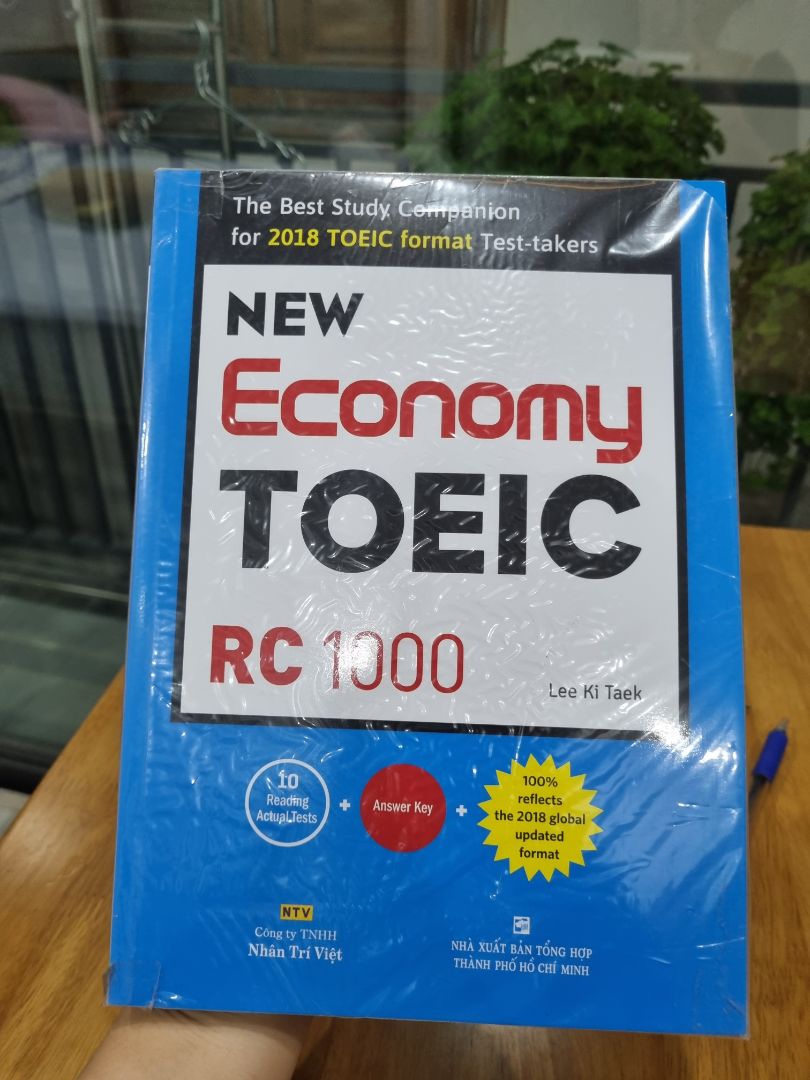 The Best Study Companion
for 2018 TOEIC format Test-takers
NEW
Economy
TOEIC
RC 1000
Lee Ki Taek
10
Reading
Actual Tests
+
Answer Key
+
100%
reflects
the 2018 global
updated
format
NTV
Công ty TNHH
Nhân Trí Việt
NHÀ XUẤT BẢN TỔNG HỢP
THÀNH PHỐ HỒ CHÍ MINH